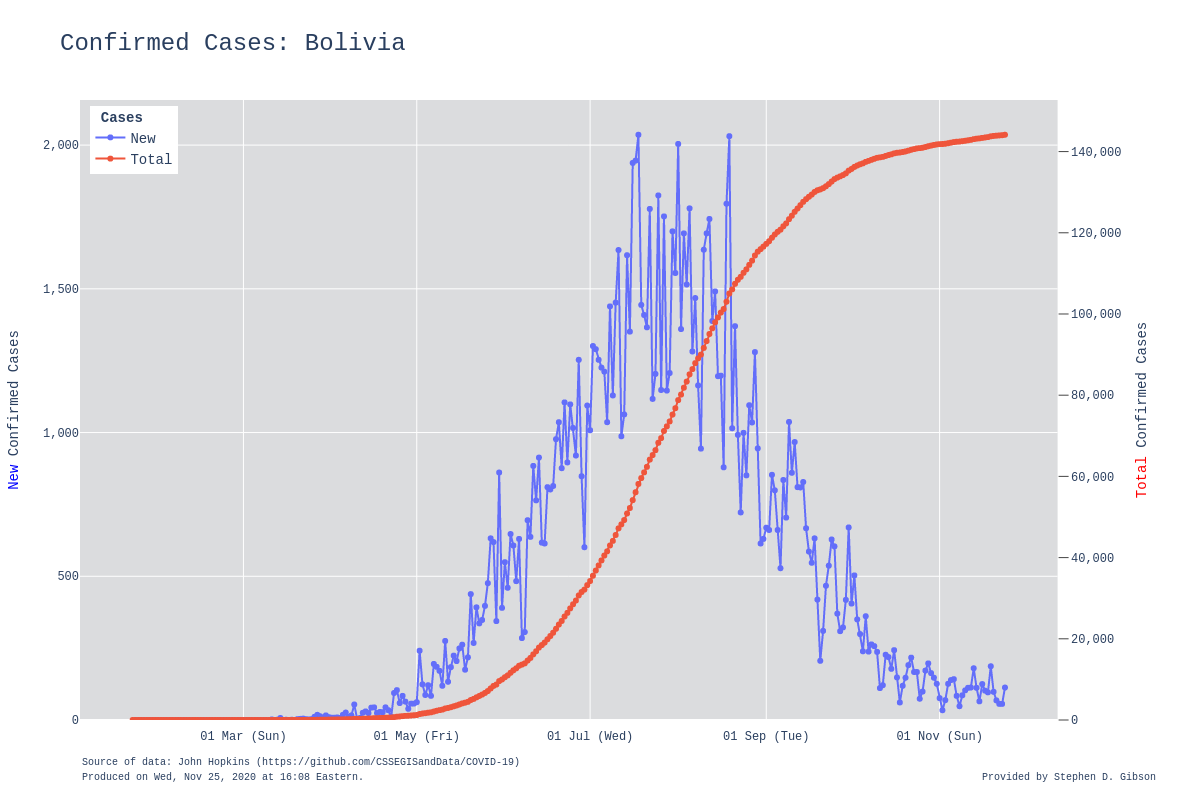 Confirmed Cases: Bolivia
Cases
New
Total
2,000
1,500
1,000
500
0
New Confirmed Cases
140,000
120,000
100,000
80,000
60,000
40,000
20,000
0
Total Confirmed Cases
01 Mar (Sun)
01 May (Fri)
01 Jul (Wed)
01 Sep (Tue)
01 Nov (Sun)
Source of data: John Hopkins (https://github.com/CSSEGISandData/COVID-19)
Produced on Wed, Nov 25, 2020 at 16:08 Eastern.
Provided by Stephen D. Gibson